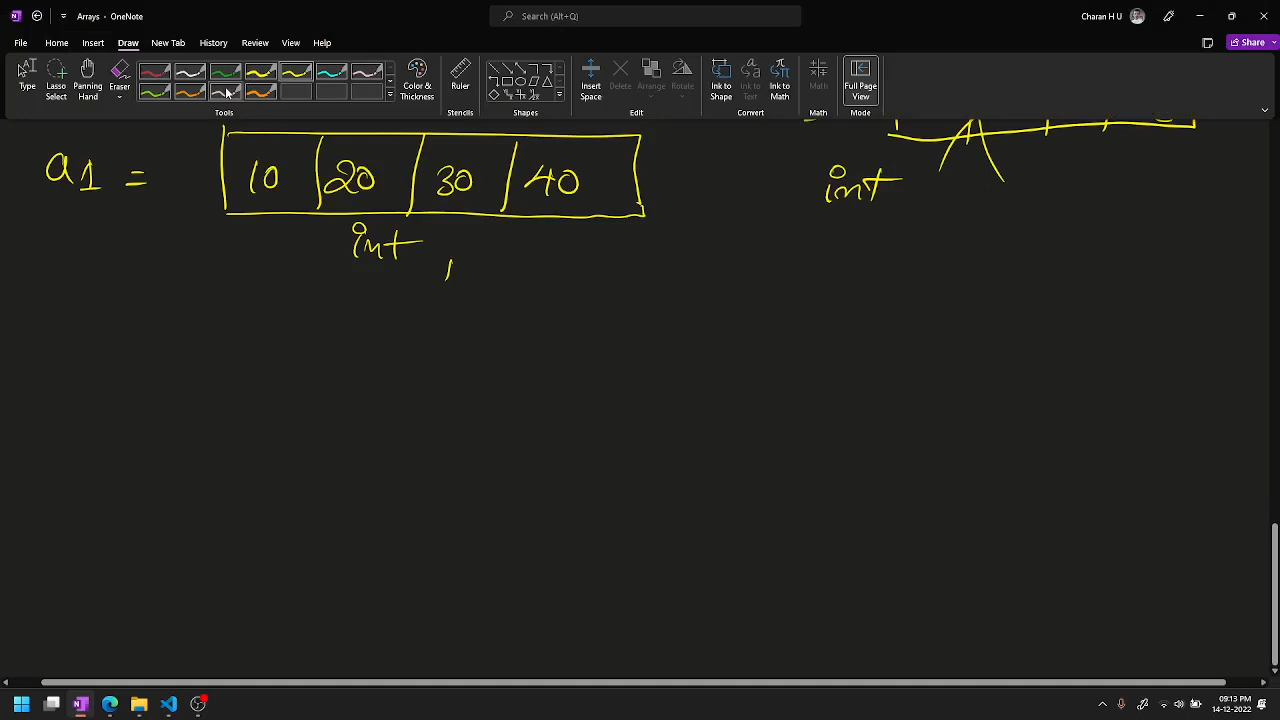 Arrays - OneNote
Search (Alt+Q)
Charan H U
File Home Insert Draw New Tab History Review View Help
Share
Type
Lasso Select
Panning Hand
Eraser
Color & Thickness
Ruler
Insert Space
Delete
Arrange
Rotate
Ink to Shape
Ink to Text
Ink to Math
Math
Full Page View
Tools Stencils Shapes Edit Convert Math Mode
a1 = 10 20 30 40
int ,
int
09:13 PM
14-12-2022